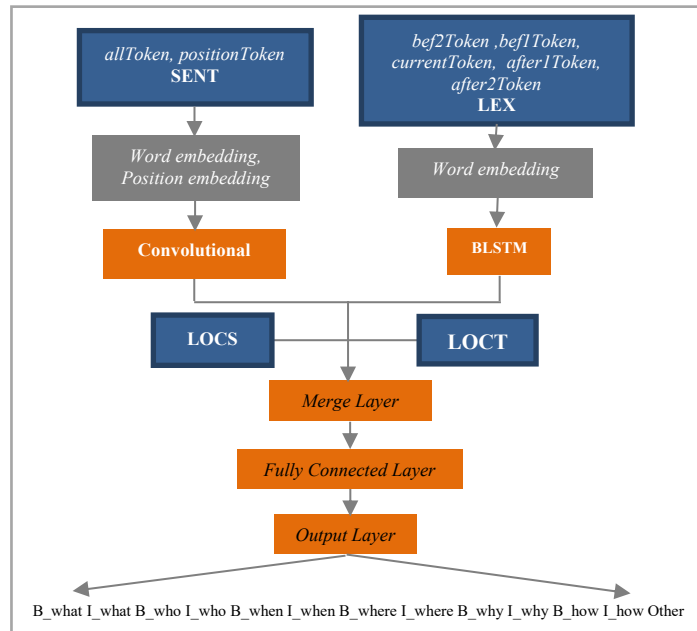 allToken, positionToken
SENT
bef2Token ,bef1Token,
currentToken, after1Token,
after2Token
LEX
Word embedding,
Position embedding
Word embedding
Convolutional
BLSTM
LOCS
LOCT
Merge Layer
Fully Connected Layer
Output Layer
B_what I_what B_who I_who B_when I_when B_where I_where B_why I_why B_how I_how Other